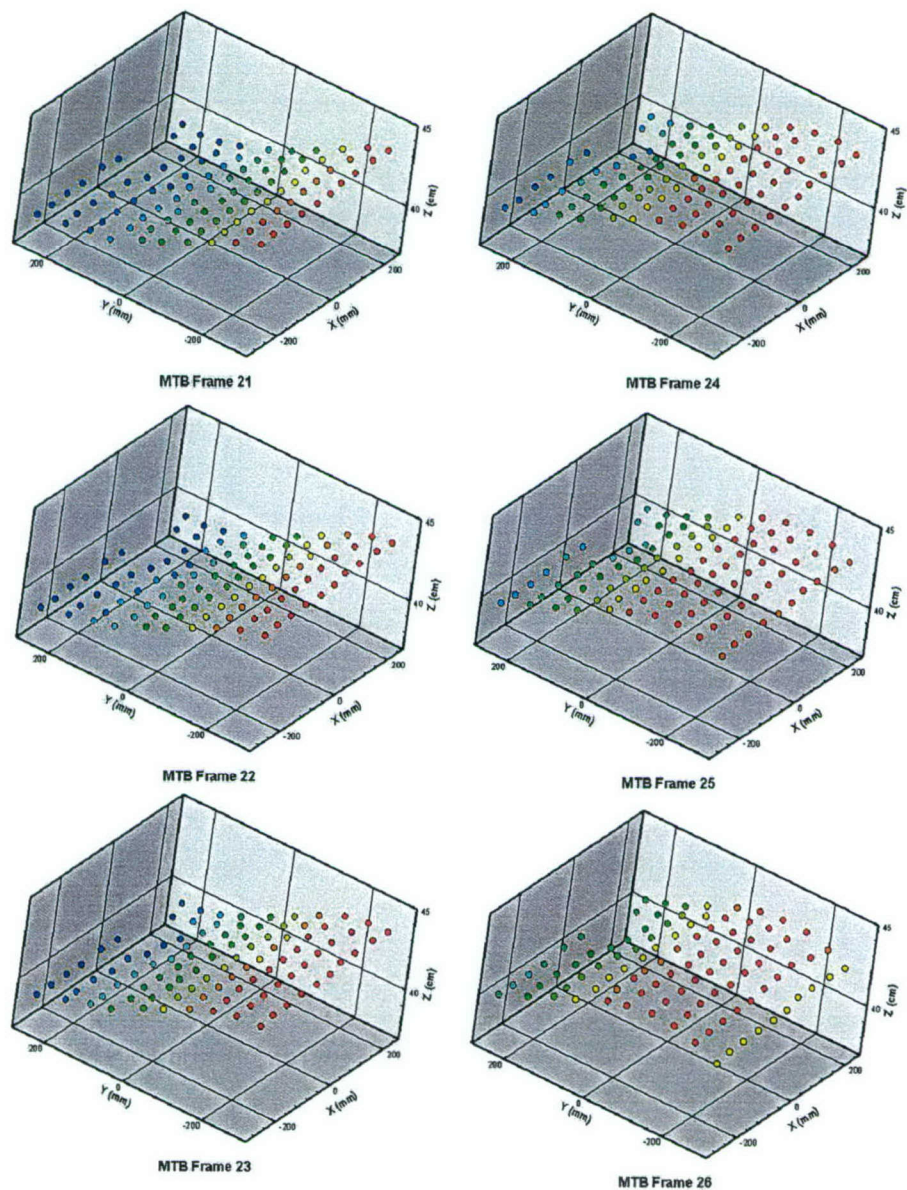 45
40
Z (cm)
200
0
Y (mm)
-200
-200
0
X (mm)
200
MTB Frame 21
45
40
Z (cm)
200
0
Y (mm)
-200
-200
0
X (mm)
200
MTB Frame 24
45
40
Z (cm)
200
0
Y (mm)
-200
-200
0
X (mm)
200
MTB Frame 22
45
40
Z (cm)
200
0
Y (mm)
-200
-200
0
X (mm)
200
MTB Frame 25
45
40
Z (cm)
200
0
Y (mm)
-200
-200
0
X (mm)
200
MTB Frame 23
45
40
Z (cm)
200
0
Y (mm)
-200
-200
0
X (mm)
200
MTB Frame 26